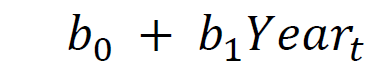 b₀ + b₁Yearₜ